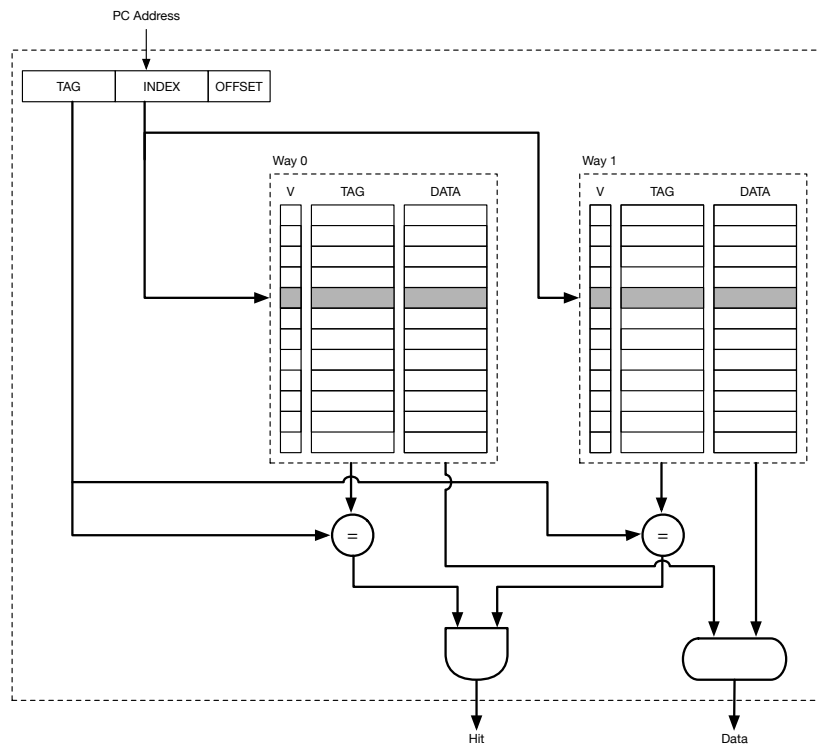 PC Address
TAG INDEX OFFSET
Way 0 Way 1
V TAG DATA V TAG DATA
= =
Hit Data